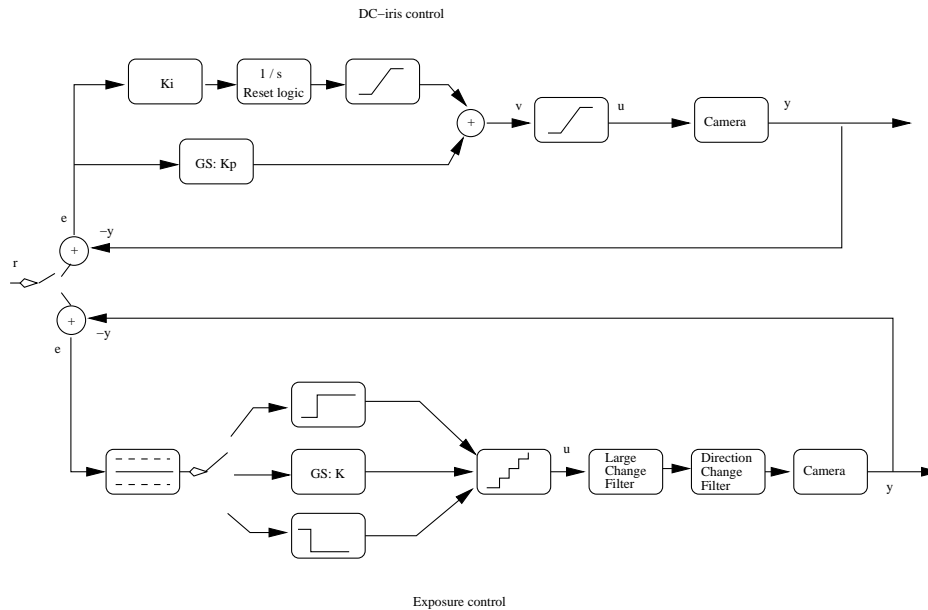 DC−iris control
Ki
1 / s
Reset logic
GS: Kp
+
v
u
Camera
y
e
−y
+
r
+
−y
e
GS: K
u
Large
Change
Filter
Direction
Change
Filter
Camera
y
Exposure control